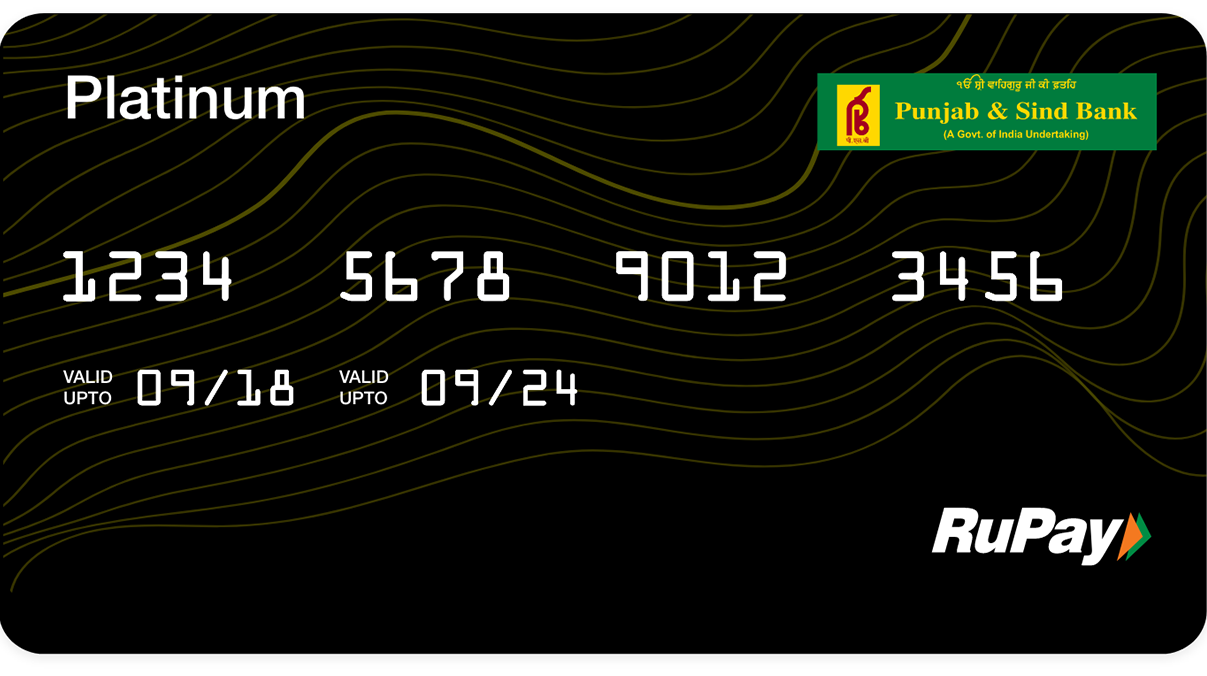 Platinum
ੴ ਸ੍ਰੀ ਵਾਹਿਗੁਰੂ ਜੀ ਕੀ ਫ਼ਤਹਿ
Punjab & Sind Bank
(A Govt. of India Undertaking)
पी.एस.बी
1234 5678 9012 3456
VALID UPTO 09/18 VALID UPTO 09/24
RuPay